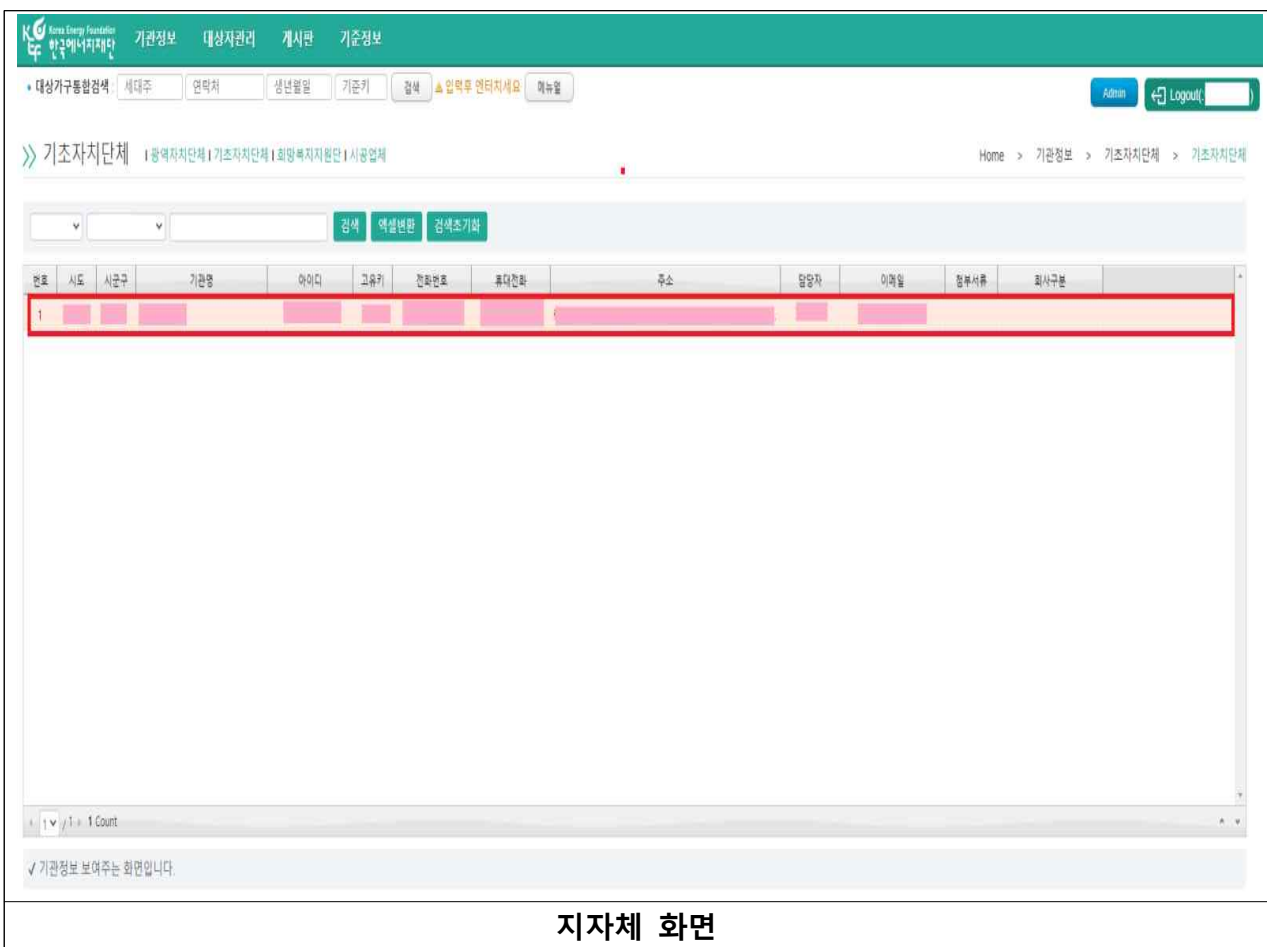 Korea Energy Foundation
한국에너지재단 기관정보 대상자관리 게시판 기준정보
• 대상가구통합검색 : 세대주 연락처 생년월일 기준키 검색 ▲입력후 엔터치세요 메뉴얼 Admin Logout( )
》 기초자치단체 I 광역자치단체 I 기초자치단체 I 희망복지지원단 I 시공업체 Home > 기관정보 > 기초자치단체 > 기초자치단체
검색 엑셀변환 검색초기화
번호 시도 시군구 기관명 아이디 고유키 전화번호 휴대전화 주소 담당자 이메일 첨부서류 회사구분
1
1 / 1 1 Count
√ 기관정보 보여주는 화면입니다.
지자체 화면